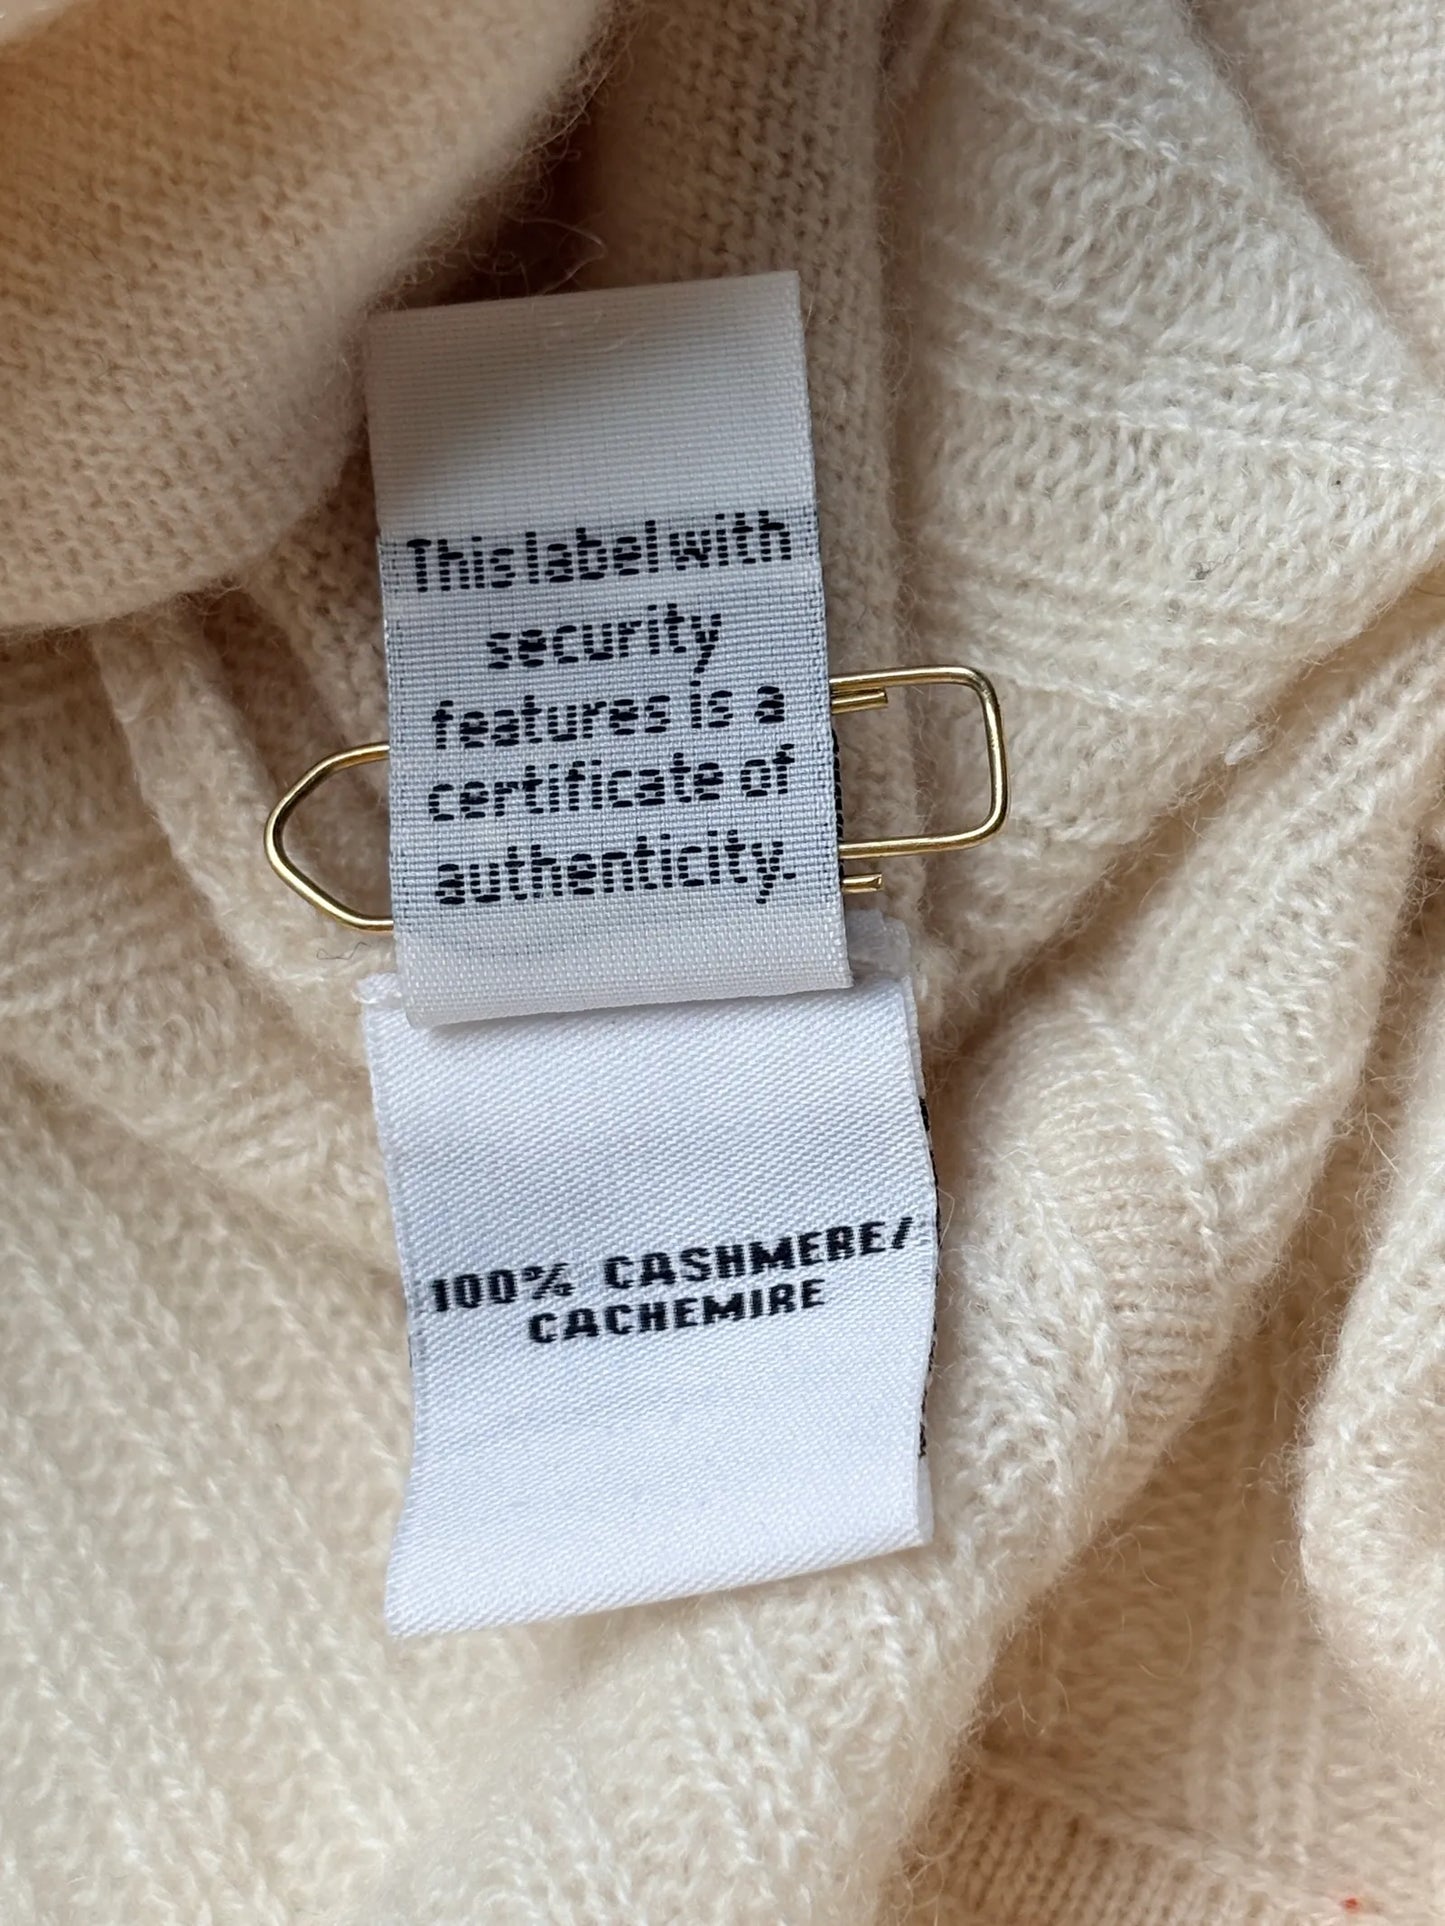 This label with
security
features is a
certificate of
authenticity.
100% CASHMERE/
CACHEMIRE